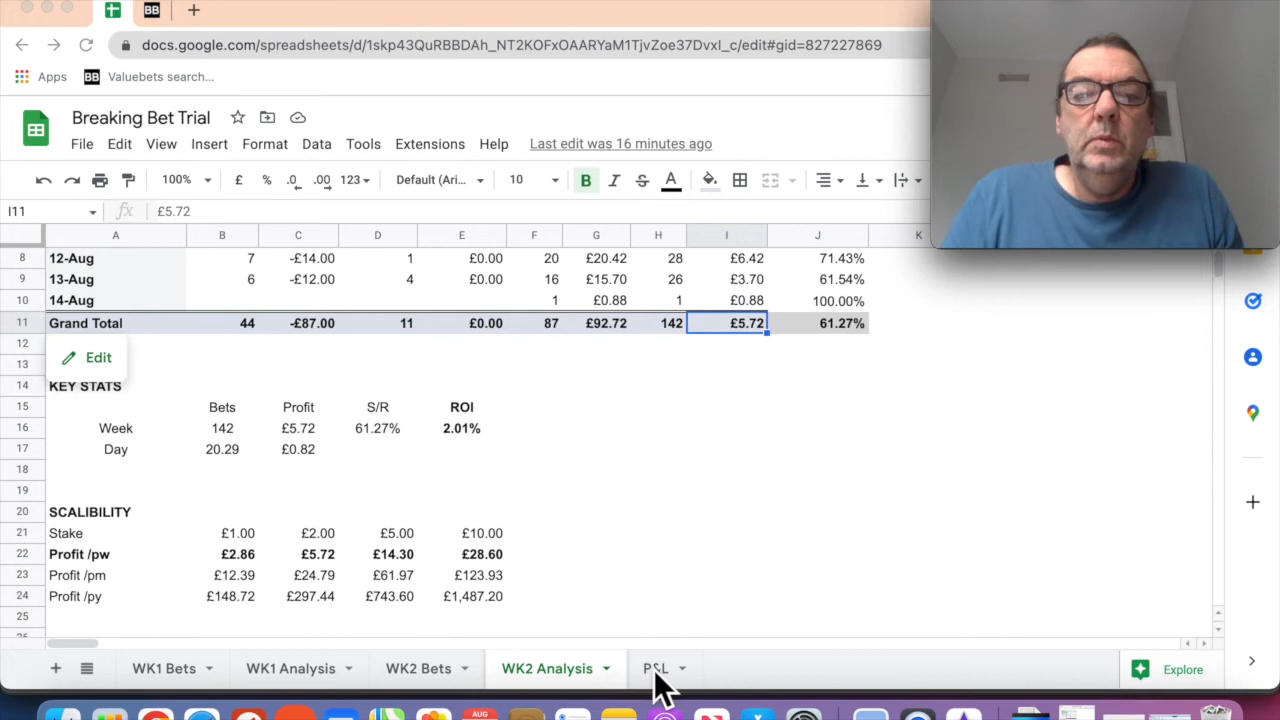 BB
docs.google.com/spreadsheets/d/1skp43QuRBBDAh_NT2KOFxOAARYaM1TjvZoe37DvxI_c/edit#gid=827227869
Apps BB Valuebets search...
Breaking Bet Trial
File Edit View Insert Format Data Tools Extensions Help Last edit was 16 minutes ago
100% £ % .0 .00 123 Default (Ari... 10 B I S A
I11 fx £5.72
A B C D E F G H I J K
8 12-Aug 7 -£14.00 1 £0.00 20 £20.42 28 £6.42 71.43%
9 13-Aug 6 -£12.00 4 £0.00 16 £15.70 26 £3.70 61.54%
10 14-Aug 1 £0.88 1 £0.88 100.00%
11 Grand Total 44 -£87.00 11 £0.00 87 £92.72 142 £5.72 61.27%
12
Edit
13
14 KEY STATS
15 Bets Profit S/R ROI
16 Week 142 £5.72 61.27% 2.01%
17 Day 20.29 £0.82
18
19
20 SCALIBILITY
21 Stake £1.00 £2.00 £5.00 £10.00
22 Profit /pw £2.86 £5.72 £14.30 £28.60
23 Profit /pm £12.39 £24.79 £61.97 £123.93
24 Profit /py £148.72 £297.44 £743.60 £1,487.20
25
26
WK1 Bets WK1 Analysis WK2 Bets WK2 Analysis P&L Explore
AUG